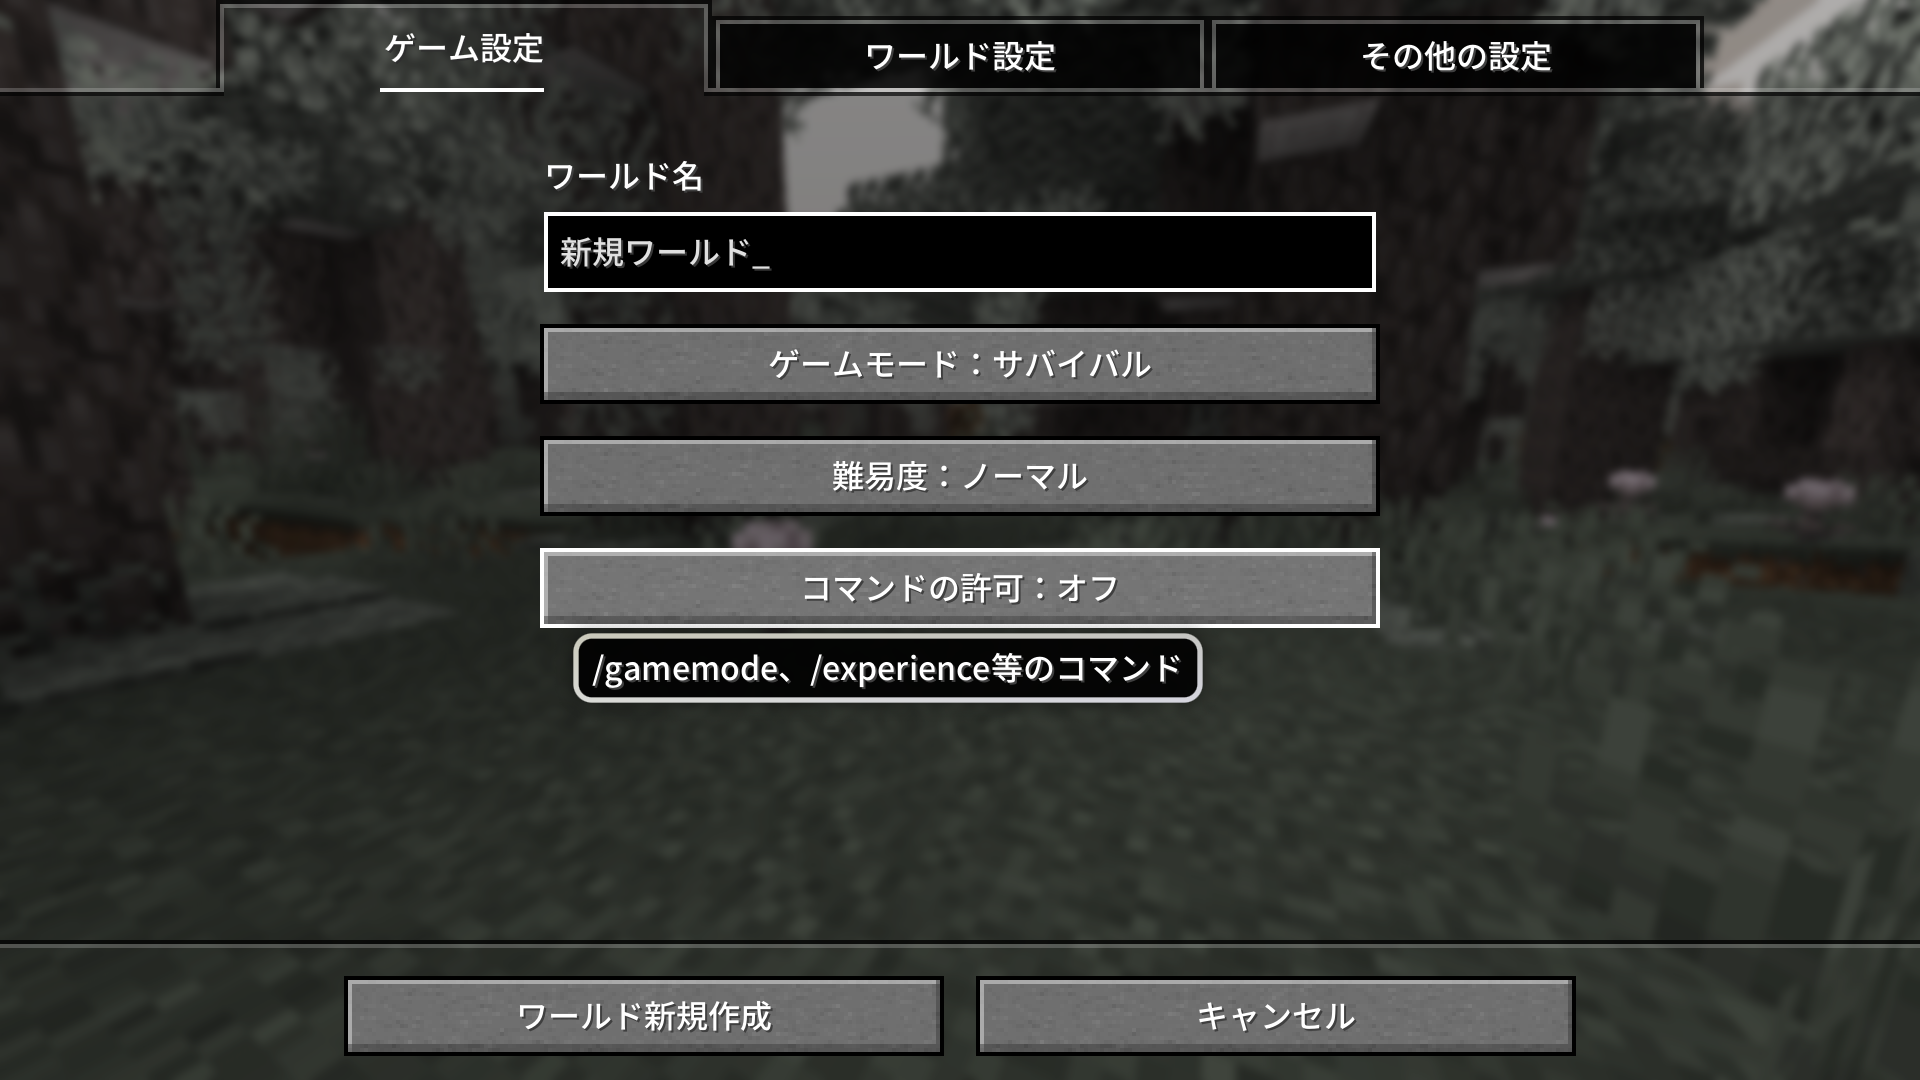 ゲーム設定
ワールド設定
その他の設定
ワールド名
新規ワールド_
ゲームモード：サバイバル
難易度：ノーマル
コマンドの許可：オフ
/gamemode、/experience等のコマンド
ワールド新規作成
キャンセル